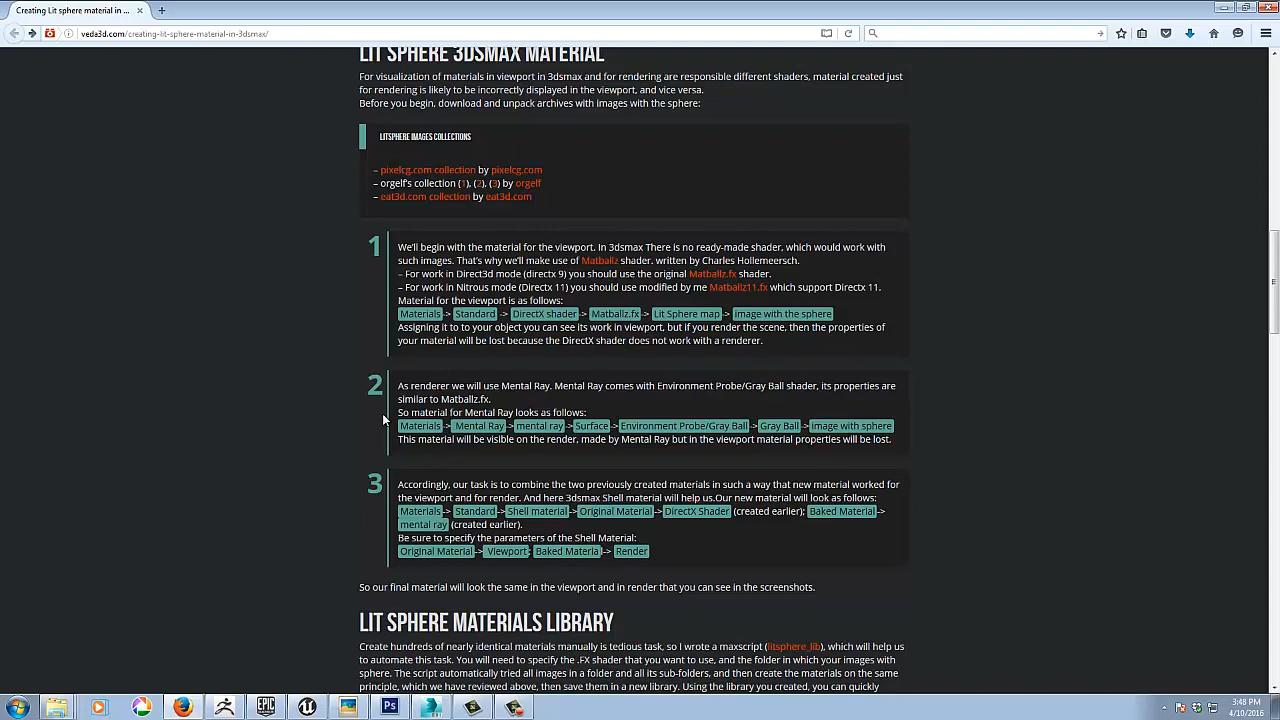 Creating Lit sphere material in ...
veda3d.com/creating-lit-sphere-material-in-3dsmax/
LIT SPHERE 3DSMAX MATERIAL
For visualization of materials in viewport in 3dsmax and for rendering are responsible different shaders, material created just
for rendering is likely to be incorrectly displayed in the viewport, and vice versa.
Before you begin, download and unpack archives with images with the sphere:
LITSPHERE IMAGES COLLECTIONS
– pixelcg.com collection by pixelcg.com
– orgelf's collection (1), (2), (3) by orgelf
– eat3d.com collection by eat3d.com
1
We'll begin with the material for the viewport. In 3dsmax There is no ready-made shader, which would work with
such images. That's why we'll make use of Matballz shader, written by Charles Hollemeersch.
– For work in Direct3d mode (directx 9) you should use the original Matballz.fx shader.
– For work in Nitrous mode (Directx 11) you should use modified by me Matballz11.fx which support Directx 11.
Material for the viewport is as follows:
Materials-> Standard -> DirectX shader-> Matballz.fx-> Lit Sphere map-> image with the sphere
Assigning it to to your object you can see its work in viewport, but if you render the scene, then the properties of
your material will be lost because the DirectX shader does not work with a renderer.
2
As renderer we will use Mental Ray. Mental Ray comes with Environment Probe/Gray Ball shader, its properties are
similar to Matballz.fx.
So material for Mental Ray looks as follows:
Materials-> Mental Ray->mental ray->Surface->Environment Probe/Gray Ball->Gray Ball->image with sphere
This material will be visible on the render, made by Mental Ray but in the viewport material properties will be lost.
3
Accordingly, our task is to combine the two previously created materials in such a way that new material worked for
the viewport and for render. And here 3dsmax Shell material will help us.Our new material will look as follows:
Materials-> Standard->Shell material->Original Material->DirectX Shader (created earlier); Baked Material->
mental ray (created earlier).
Be sure to specify the parameters of the Shell Material:
Original Material-> Viewport; Baked Materia-> Render
So our final material will look the same in the viewport and in render that you can see in the screenshots.
LIT SPHERE MATERIALS LIBRARY
Create hundreds of nearly identical materials manually is tedious task, so I wrote a maxscript (litsphere_lib), which will help us
to automate this task. You will need to specify the .FX shader that you want to use, and the folder in which your images with
sphere. The script automatically tried all images in a folder and all its sub-folders, and then create the materials on the same
principle, which we have reviewed above, then save them in a new library. Using the library you created, you can quickly
EPIC
Ps
3:48 PM
4/10/2016